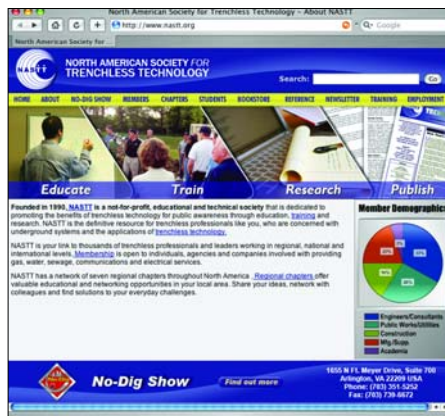 North American Society for Trenchless Technology – About NASTT
http://www.nastt.org
Google
North American Society for ...
NASTT
NORTH AMERICAN SOCIETY FOR
TRENCHLESS TECHNOLOGY
Search:
Go
HOME ABOUT NO-DIG SHOW MEMBERS CHAPTERS STUDENTS BOOKSTORE REFERENCE NEWSLETTER TRAINING EMPLOYMENT
Educate Train Research Publish
Founded in 1990, NASTT is a not-for-profit, educational and technical society that is dedicated to
promoting the benefits of trenchless technology for public awareness through education, training and
research. NASTT is the definitive resource for trenchless professionals like you, who are concerned with
underground systems and the applications of trenchless technology.
NASTT is your link to thousands of trenchless professionals and leaders working in regional, national and
international levels. Membership is open to individuals, agencies and companies involved with providing
gas, water, sewage, communications and electrical services.
NASTT has a network of seven regional chapters throughout North America. Regional chapters offer
valuable educational and networking opportunities in your local area. Share your ideas, network with
colleagues and find solutions to your everyday challenges.
Member Demographics
Engineers/Consultants
Public Works/Utilities
Construction
Mfg./Supp.
Academia
No-Dig Show
Find out more
1655 N Ft. Meyer Drive, Suite 700
Arlington, VA 22209 USA
Phone: (703) 351-5252
Fax: (703) 739-6672